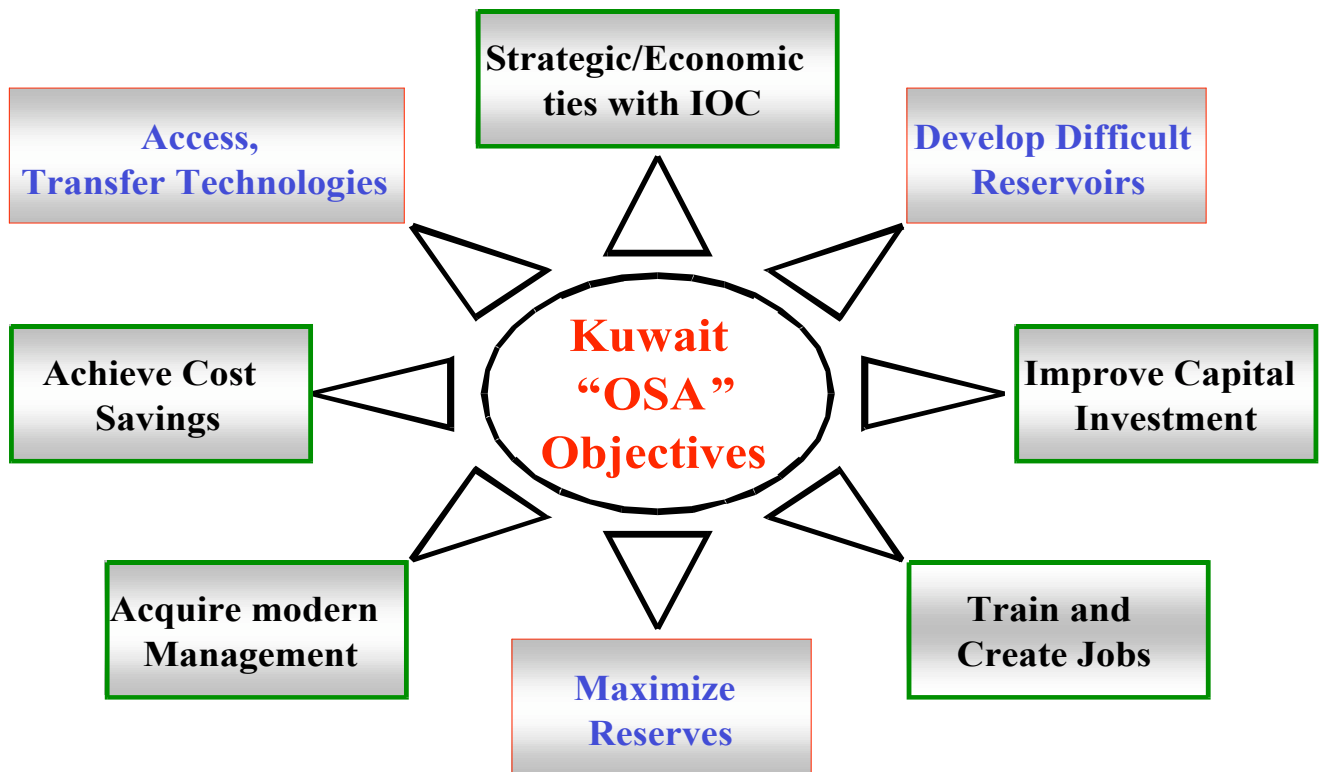 Strategic/Economic
ties with IOC
Access,
Transfer Technologies
Develop Difficult
Reservoirs
Kuwait
“OSA”
Objectives
Achieve Cost
Savings
Improve Capital
Investment
Acquire modern
Management
Train and
Create Jobs
Maximize
Reserves